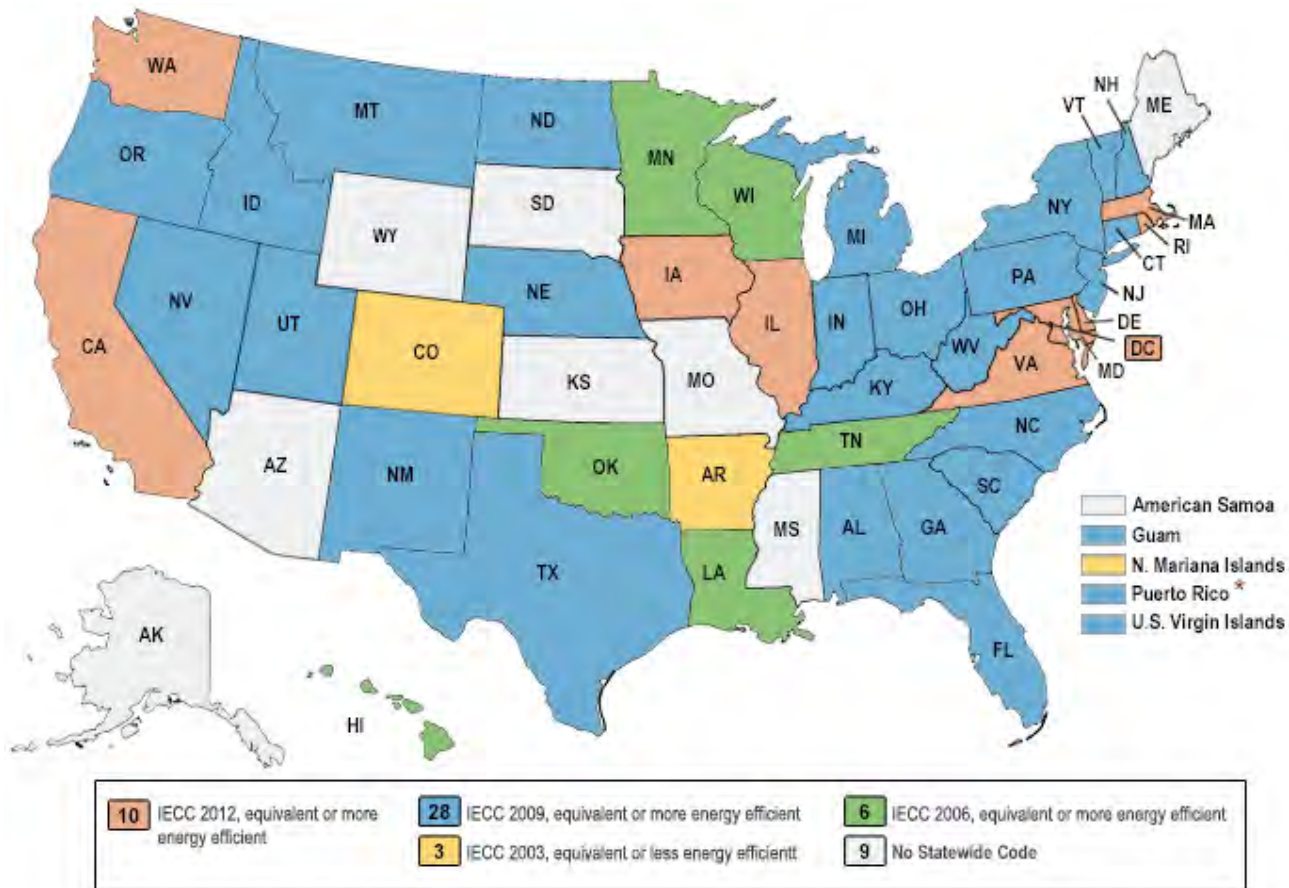 WA
MT
ND
MN
VT
NH
ME
OR
ID
SD
WI
NY
MA
RI
WY
MI
CT
IA
PA
NE
NJ
NV
UT
IL
IN
OH
DE
CA
CO
WV
DC
VA
MD
KS
MO
KY
NC
TN
AZ
NM
OK
AR
SC
MS
AL
GA
TX
LA
American Samoa
Guam
N. Mariana Islands
Puerto Rico *
U.S. Virgin Islands
AK
FL
HI
10 IECC 2012, equivalent or more
energy efficient
28 IECC 2009, equivalent or more energy efficient
3 IECC 2003, equivalent or less energy efficientt
6 IECC 2006, equivalent or more energy efficient
9 No Statewide Code